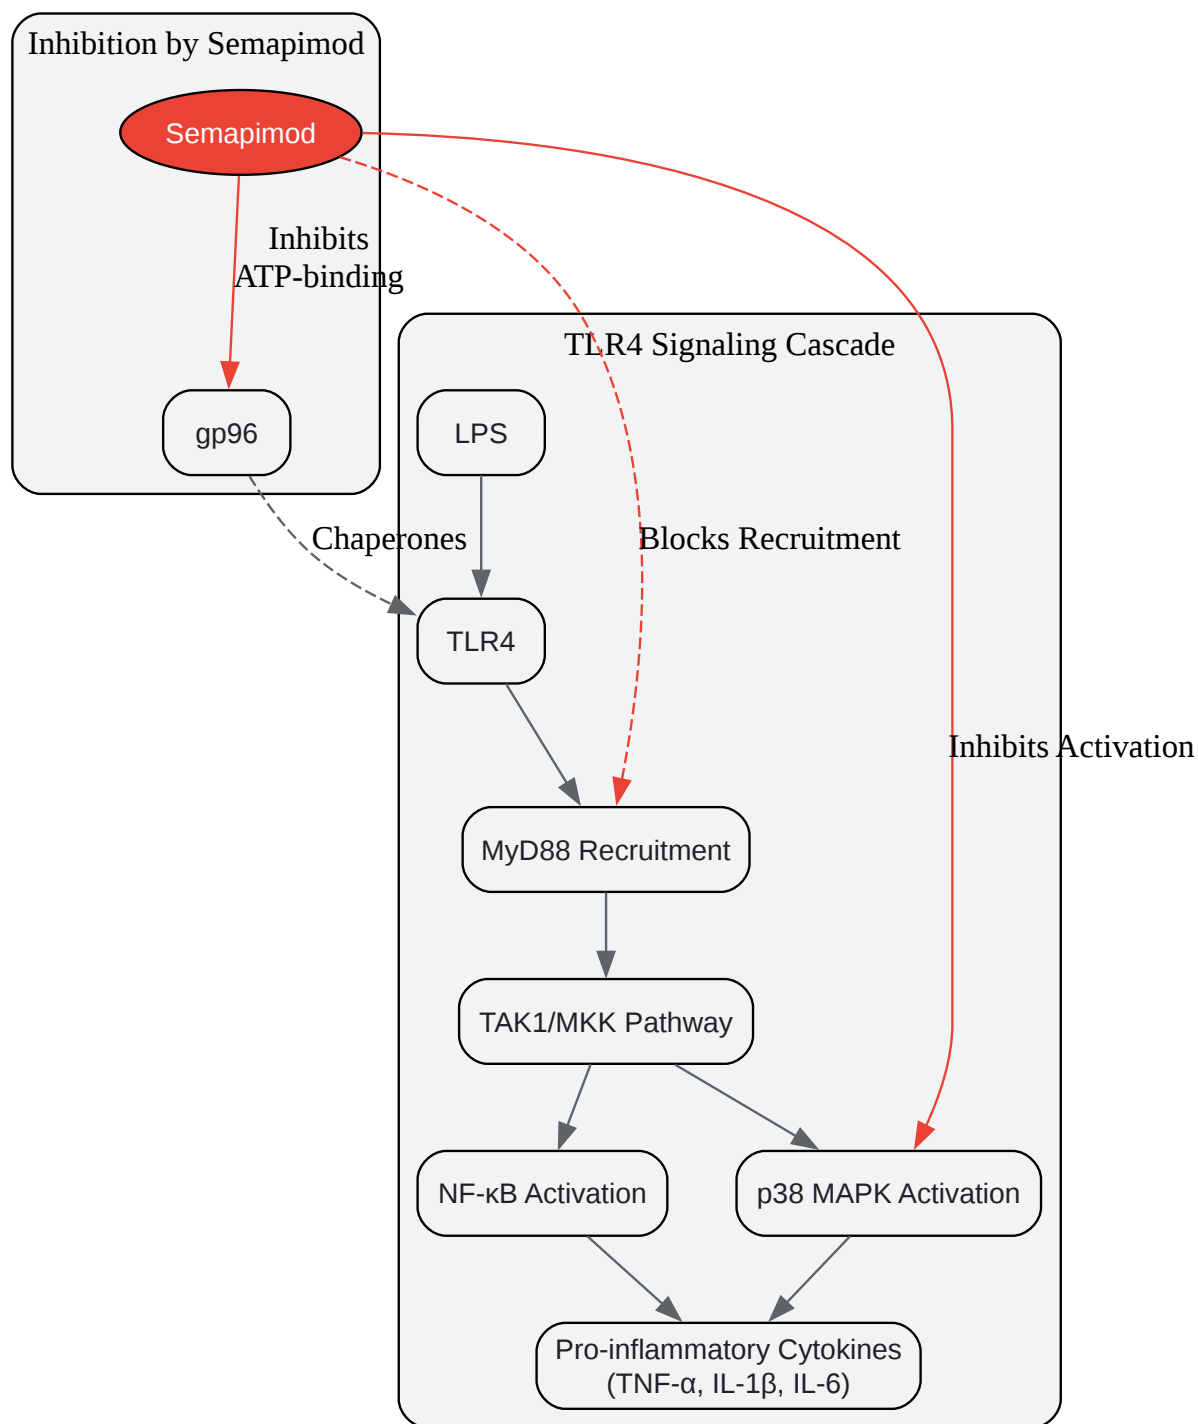 Inhibition by Semapimod
Semapimod
Inhibits
ATP-binding
TLR4 Signaling Cascade
gp96
LPS
Chaperones
Blocks Recruitment
TLR4
Inhibits Activation
MyD88 Recruitment
TAK1/MKK Pathway
NF-κB Activation
p38 MAPK Activation
Pro-inflammatory Cytokines
(TNF-α, IL-1β, IL-6)